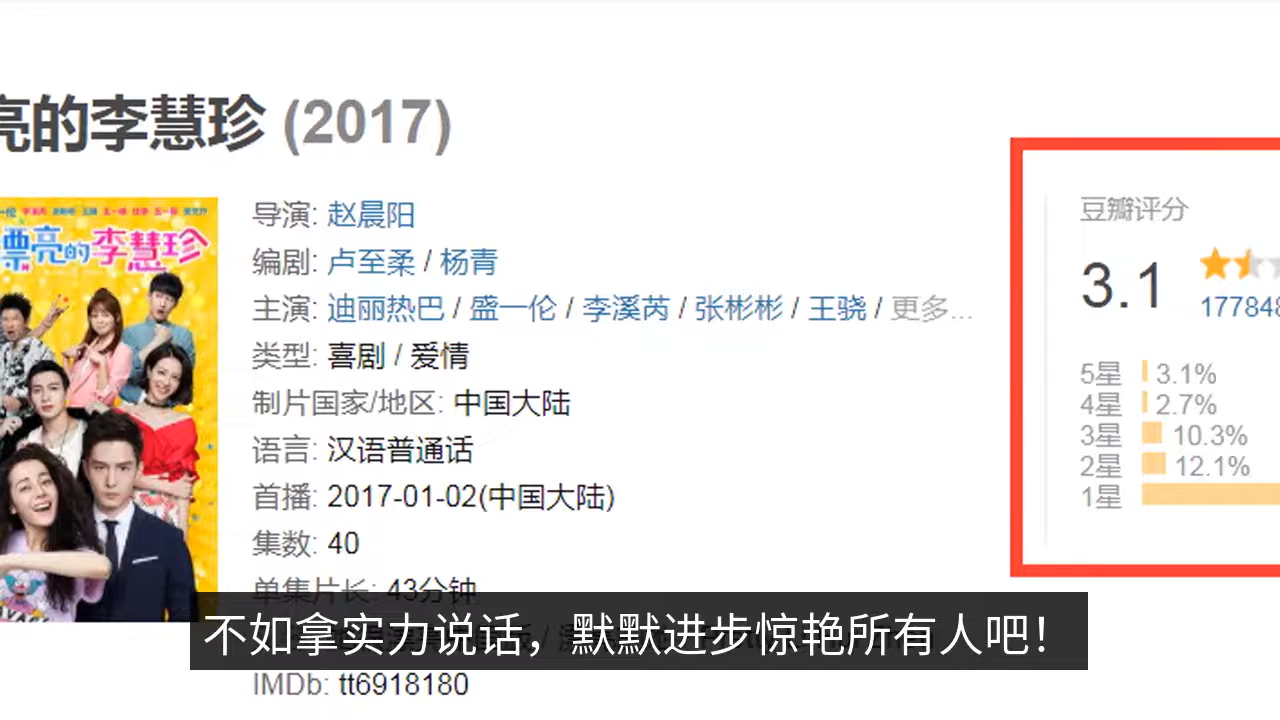 亮的李慧珍 (2017)
漂亮的李慧珍
导演: 赵晨阳
编剧: 卢至柔 / 杨青
主演: 迪丽热巴 / 盛一伦 / 李溪芮 / 张彬彬 / 王骁 / 更多...
类型: 喜剧 / 爱情
制片国家/地区: 中国大陆
语言: 汉语普通话
首播: 2017-01-02(中国大陆)
集数: 40
单集片长: 43分钟
IMDb: tt6918180
豆瓣评分
3.1
177848
5星 3.1%
4星 2.7%
3星 10.3%
2星 12.1%
1星
不如拿实力说话，默默进步惊艳所有人吧！